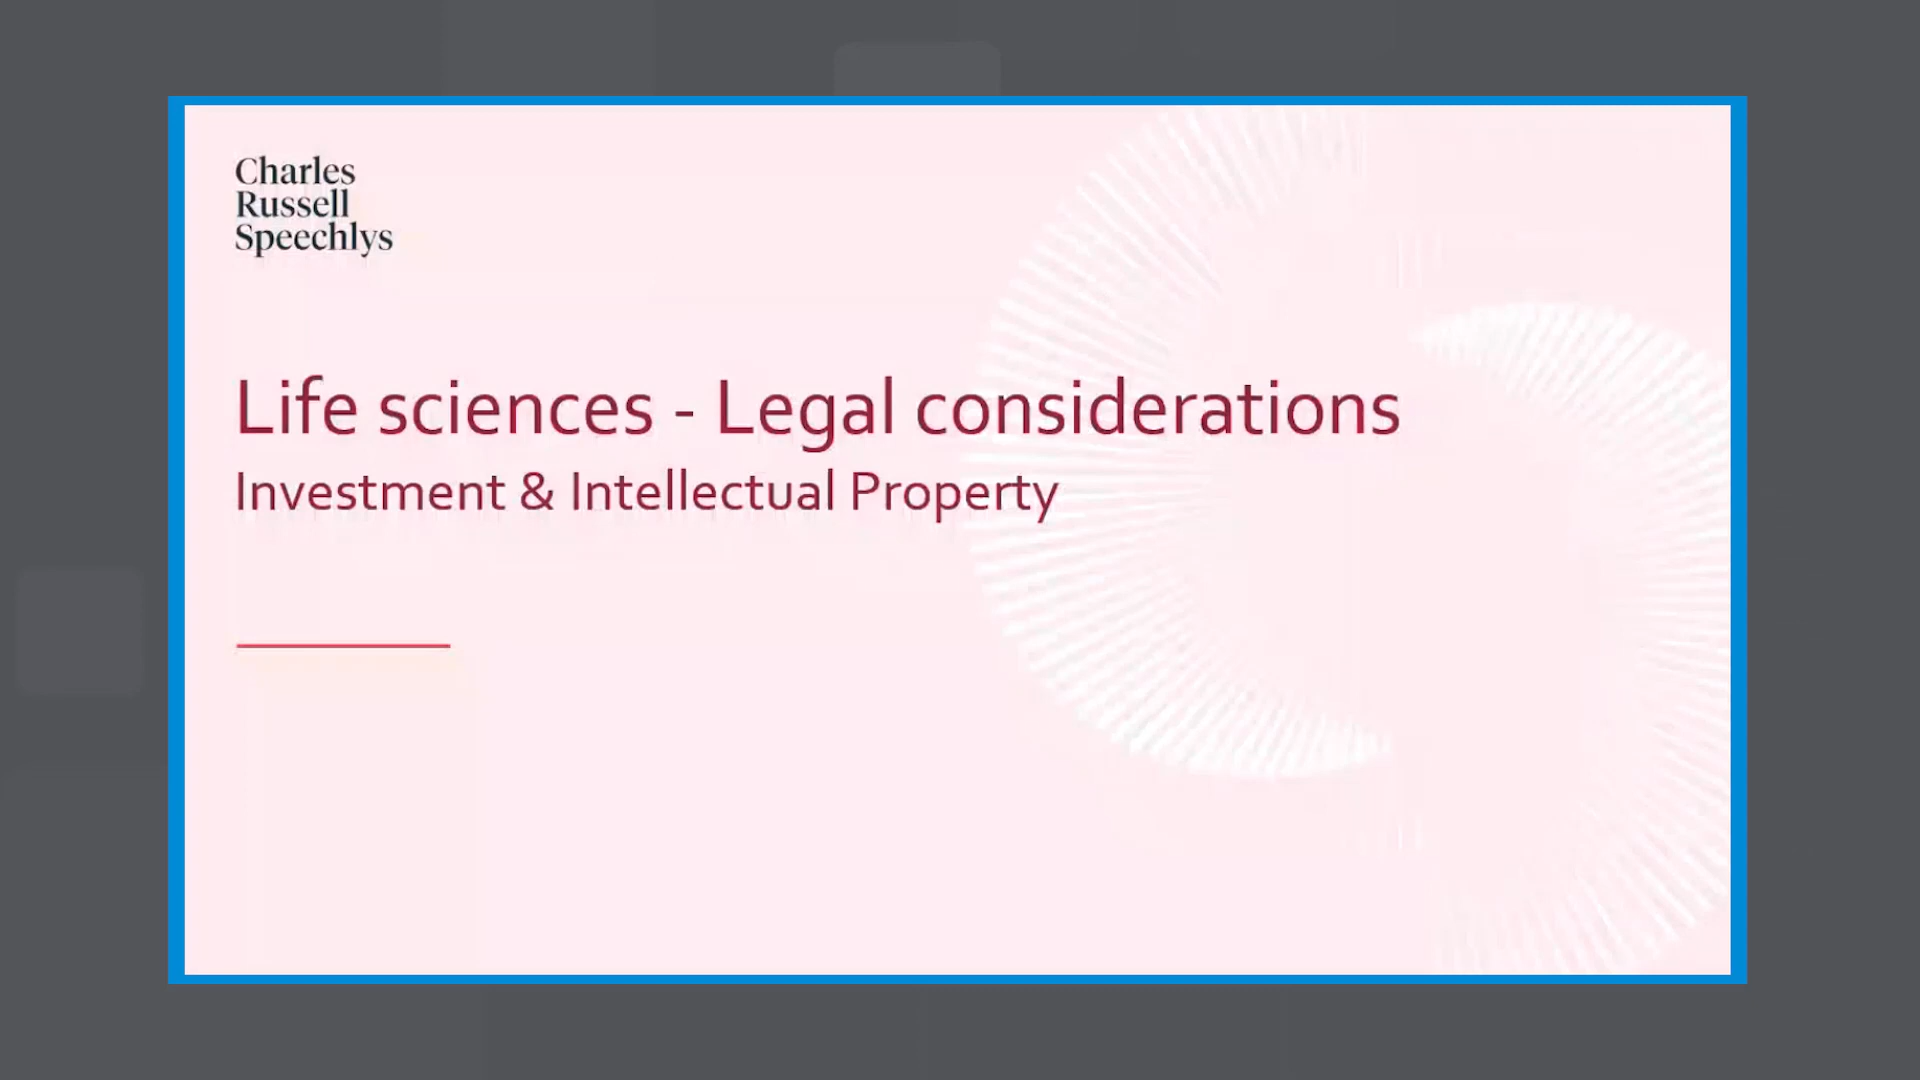 Charles
Russell
Speechlys
Life sciences - Legal considerations
Investment & Intellectual Property